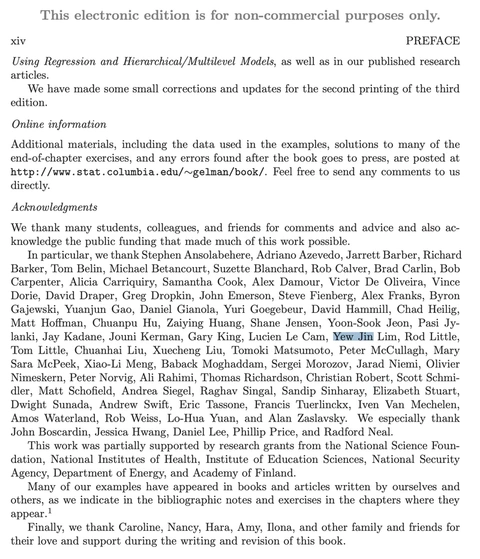 This electronic edition is for non-commercial purposes only.
xiv PREFACE
Using Regression and Hierarchical/Multilevel Models, as well as in our published research
articles.
We have made some small corrections and updates for the second printing of the third
edition.
Online information
Additional materials, including the data used in the examples, solutions to many of the
end-of-chapter exercises, and any errors found after the book goes to press, are posted at
http://www.stat.columbia.edu/∼gelman/book/. Feel free to send any comments to us
directly.
Acknowledgments
We thank many students, colleagues, and friends for comments and advice and also ac-
knowledge the public funding that made much of this work possible.
In particular, we thank Stephen Ansolabehere, Adriano Azevedo, Jarrett Barber, Richard
Barker, Tom Belin, Michael Betancourt, Suzette Blanchard, Rob Calver, Brad Carlin, Bob
Carpenter, Alicia Carriquiry, Samantha Cook, Alex Damour, Victor De Oliveira, Vince
Dorie, David Draper, Greg Dropkin, John Emerson, Steve Fienberg, Alex Franks, Byron
Gajewski, Yuanjun Gao, Daniel Gianola, Yuri Goegebeur, David Hammill, Chad Heilig,
Matt Hoffman, Chuanpu Hu, Zaiying Huang, Shane Jensen, Yoon-Sook Jeon, Pasi Jy-
lanki, Jay Kadane, Jouni Kerman, Gary King, Lucien Le Cam, Yew Jin Lim, Rod Little,
Tom Little, Chuanhai Liu, Xuecheng Liu, Tomoki Matsumoto, Peter McCullagh, Mary
Sara McPeek, Xiao-Li Meng, Baback Moghaddam, Sergei Morozov, Jarad Niemi, Olivier
Nimeskern, Peter Norvig, Ali Rahimi, Thomas Richardson, Christian Robert, Scott Schmi-
dler, Matt Schofield, Andrea Siegel, Raghav Singal, Sandip Sinharay, Elizabeth Stuart,
Dwight Sunada, Andrew Swift, Eric Tassone, Francis Tuerlinckx, Iven Van Mechelen,
Amos Waterland, Rob Weiss, Lo-Hua Yuan, and Alan Zaslavsky. We especially thank
John Boscardin, Jessica Hwang, Daniel Lee, Phillip Price, and Radford Neal.
This work was partially supported by research grants from the National Science Foun-
dation, National Institutes of Health, Institute of Education Sciences, National Security
Agency, Department of Energy, and Academy of Finland.
Many of our examples have appeared in books and articles written by ourselves and
others, as we indicate in the bibliographic notes and exercises in the chapters where they
appear.1
Finally, we thank Caroline, Nancy, Hara, Amy, Ilona, and other family and friends for
their love and support during the writing and revision of this book.